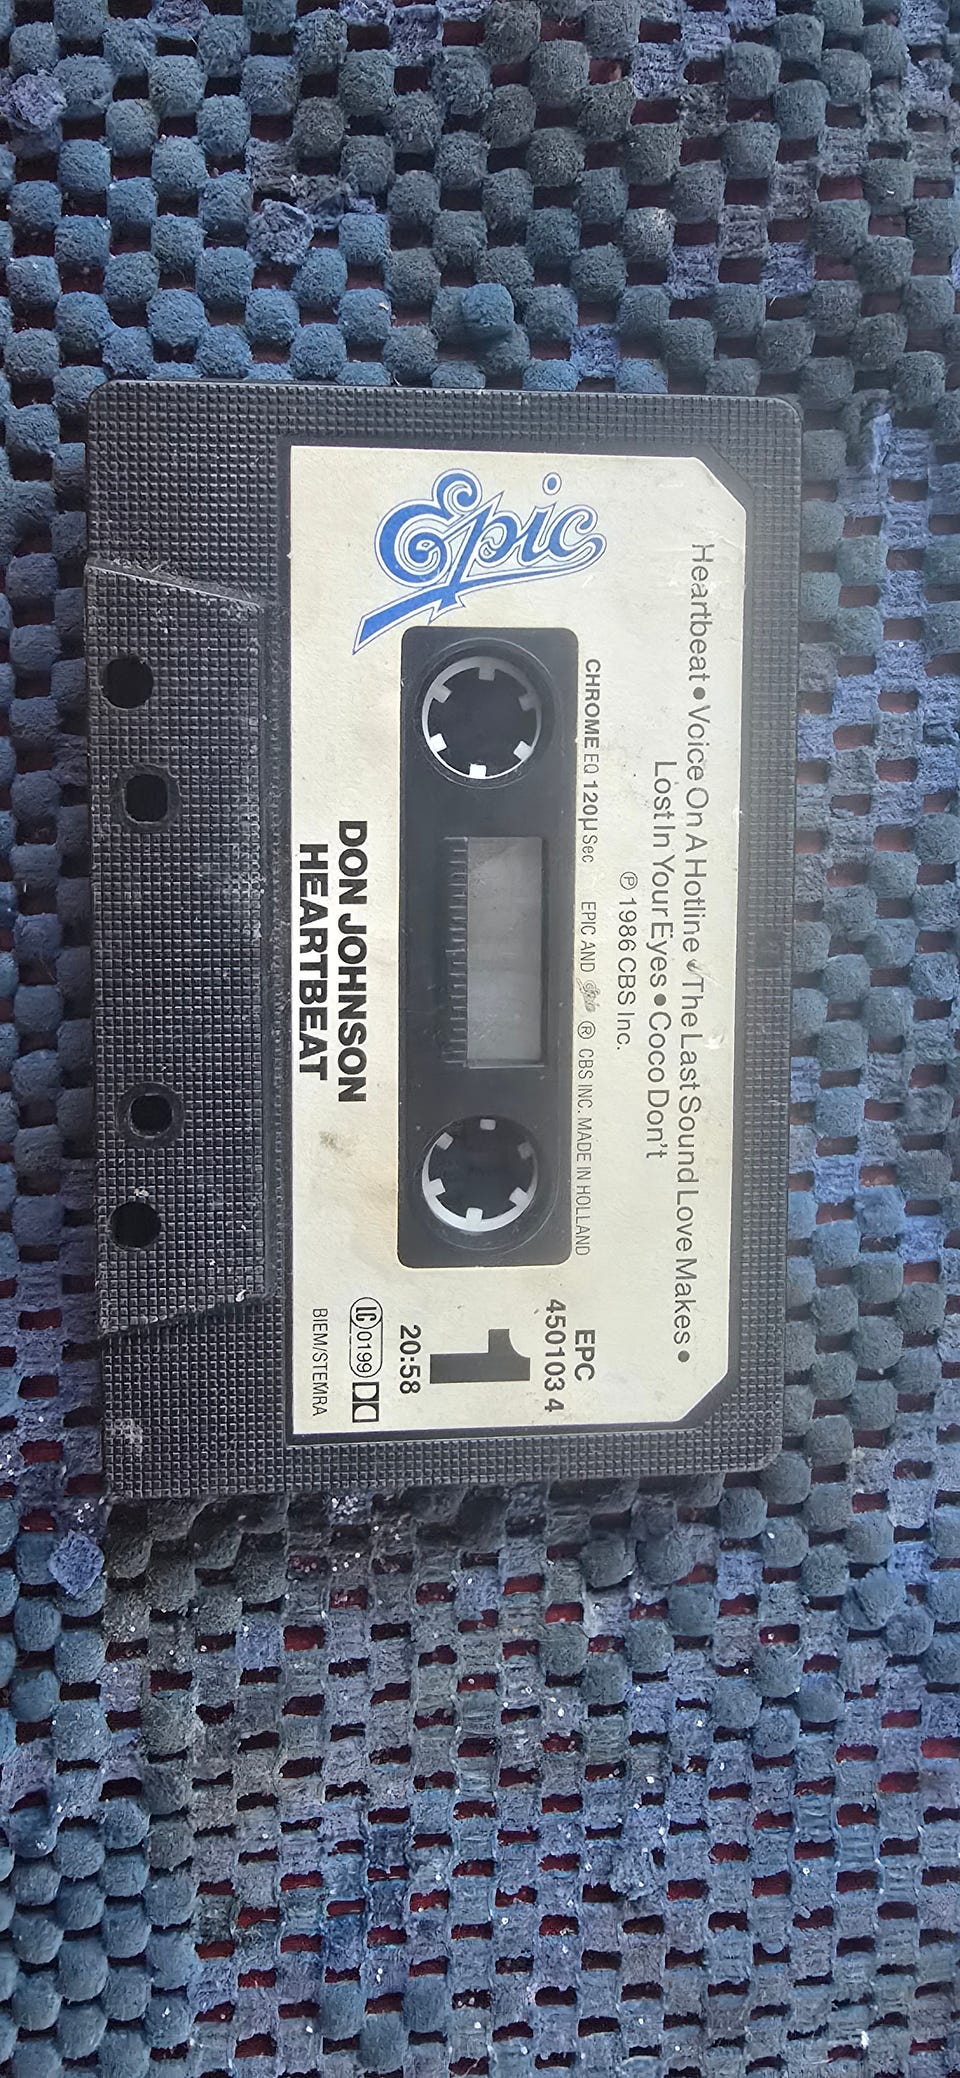 Heartbeat • Voice On A Hotline • The Last Sound Love Makes •
Lost In Your Eyes • Coco Don't
℗ 1986 CBS Inc.
Epic
CHROME EQ 120µSec EPIC AND Epic ® CBS INC. MADE IN HOLLAND
EPC
450103 4
1
20:58
LC 0199
BIEM/STEMRA
DON JOHNSON
HEARTBEAT